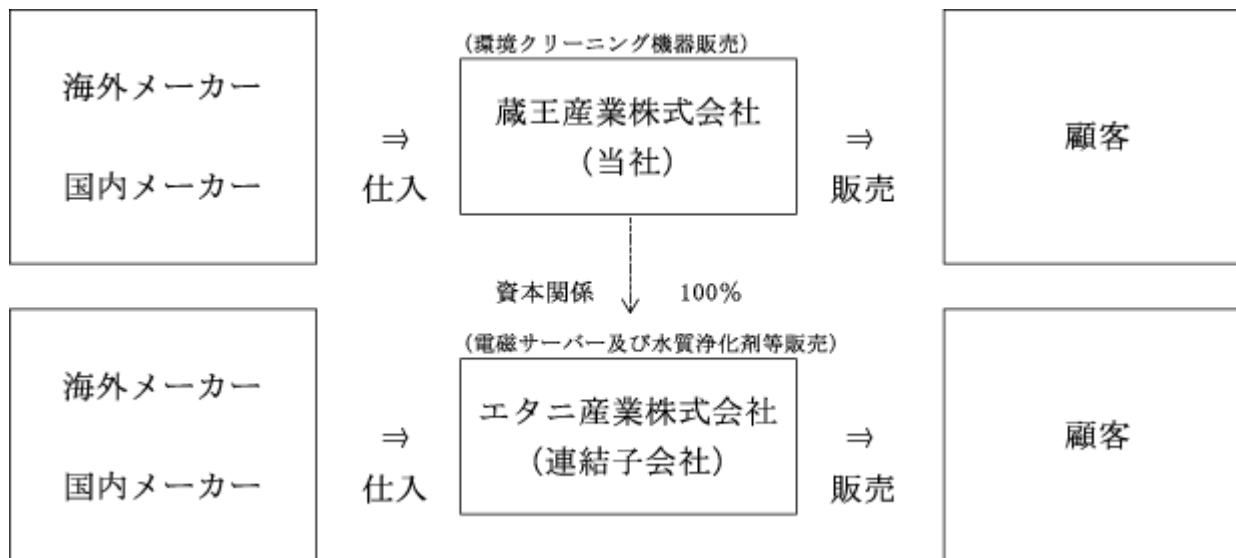 (環境クリーニング機器販売)
海外メーカー
国内メーカー
⇒
仕入
蔵王産業株式会社
(当社)
⇒
販売
顧客
資本関係 100%
(電磁サーバー及び水質浄化剤等販売)
海外メーカー
国内メーカー
⇒
仕入
エタニ産業株式会社
(連結子会社)
⇒
販売
顧客